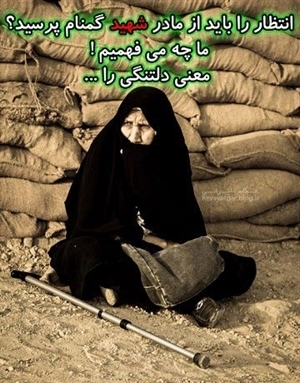 انتظار را باید از مادر شهید گمنام پرسید؟
ما چه می فهمیم !
معنی دلتنگی را ...